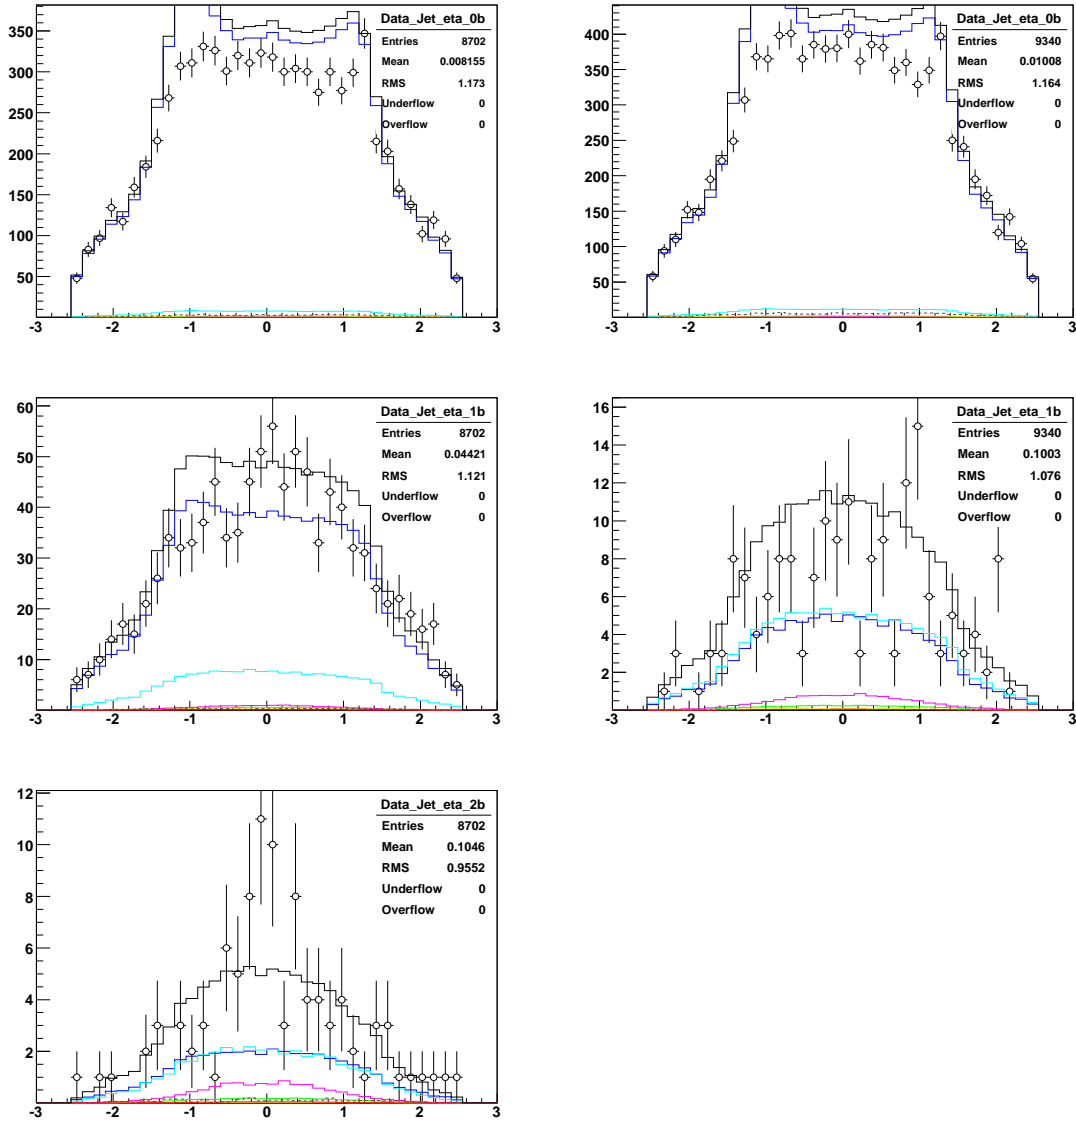 Data_Jet_eta_0b
Entries 8702
Mean 0.008155
RMS 1.173
Underflow 0
Overflow 0
350
300
250
200
150
100
50
-3 -2 -1 0 1 2 3
Data_Jet_eta_0b
Entries 9340
Mean 0.01008
RMS 1.164
Underflow 0
Overflow 0
400
350
300
250
200
150
100
50
-3 -2 -1 0 1 2 3
Data_Jet_eta_1b
Entries 8702
Mean 0.04421
RMS 1.121
Underflow 0
Overflow 0
60
50
40
30
20
10
-3 -2 -1 0 1 2 3
Data_Jet_eta_1b
Entries 9340
Mean 0.1003
RMS 1.076
Underflow 0
Overflow 0
16
14
12
10
8
6
4
2
-3 -2 -1 0 1 2 3
Data_Jet_eta_2b
Entries 8702
Mean 0.1046
RMS 0.9552
Underflow 0
Overflow 0
12
10
8
6
4
2
-3 -2 -1 0 1 2 3